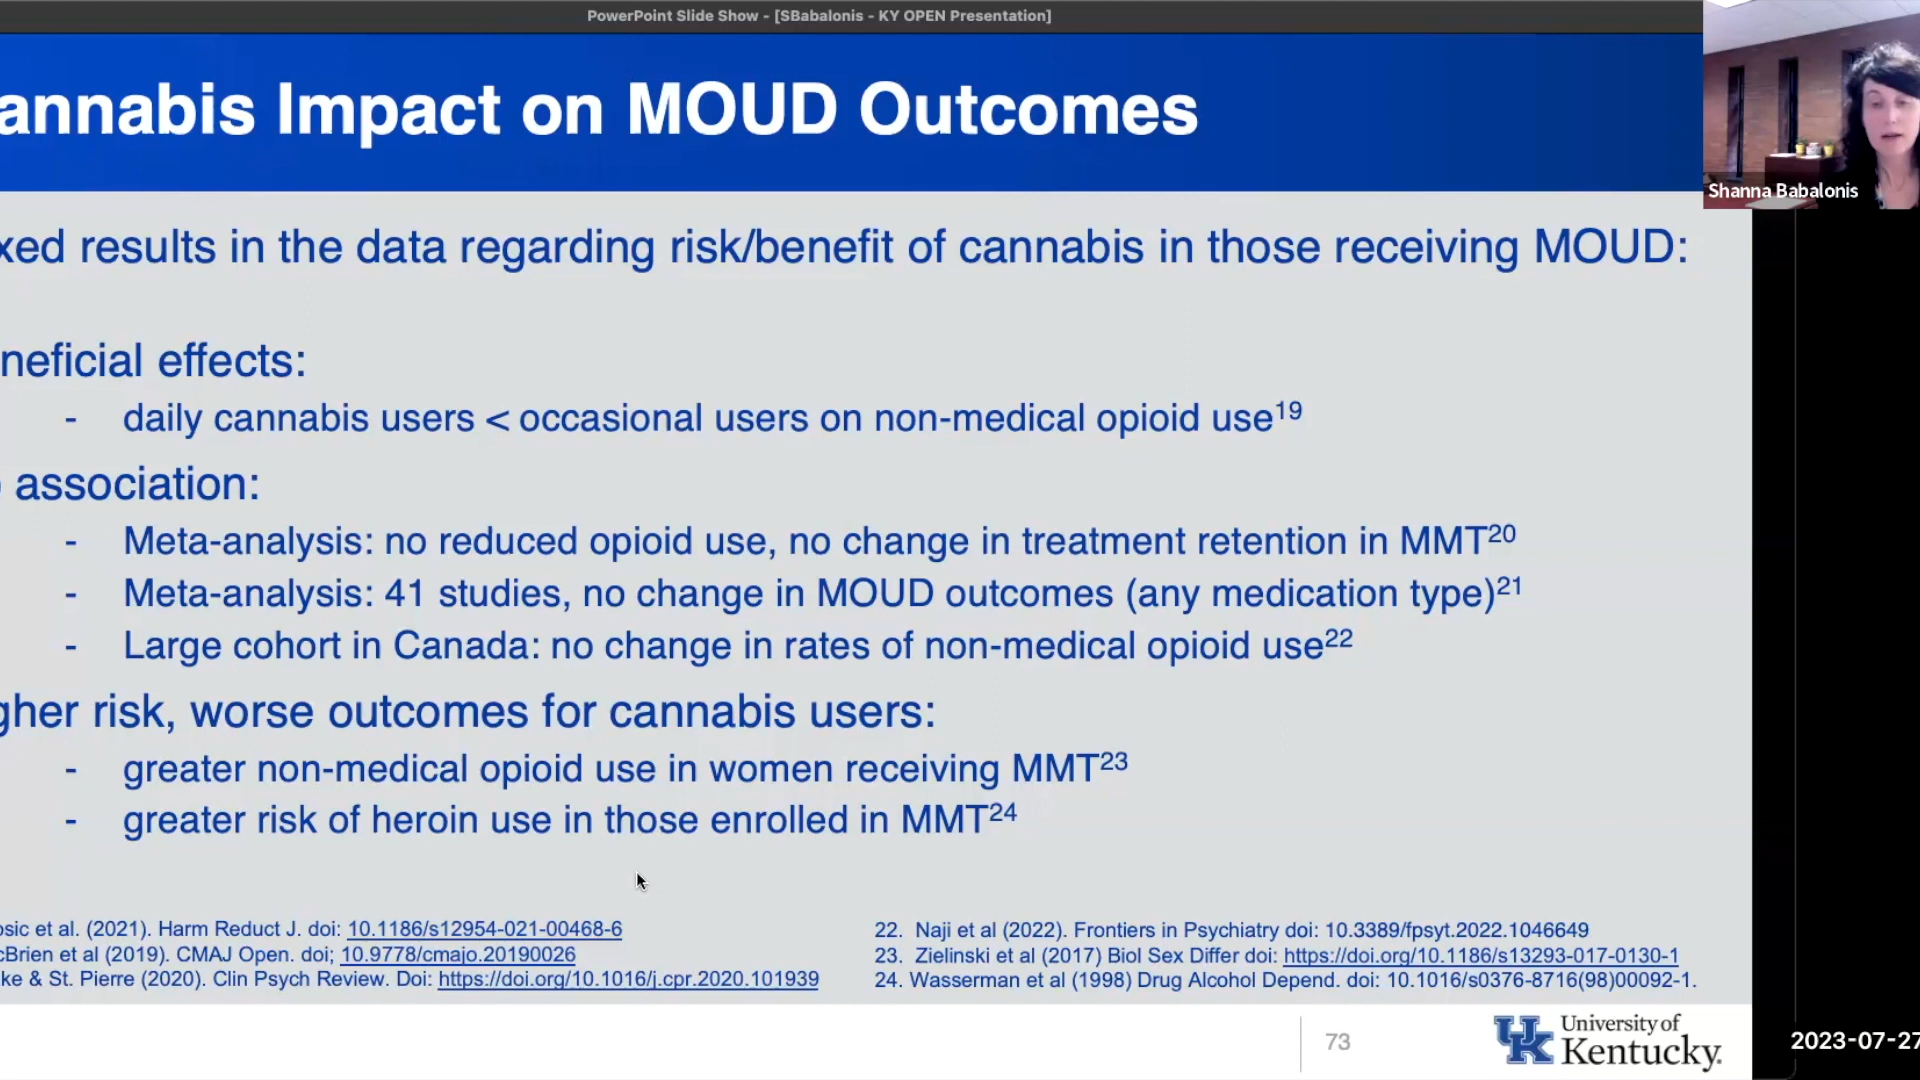 PowerPoint Slide Show - [SBabalonis - KY OPEN Presentation]
annabis Impact on MOUD Outcomes
Shanna Babalonis
xed results in the data regarding risk/benefit of cannabis in those receiving MOUD:
neficial effects:
- daily cannabis users < occasional users on non-medical opioid use19
association:
- Meta-analysis: no reduced opioid use, no change in treatment retention in MMT20
- Meta-analysis: 41 studies, no change in MOUD outcomes (any medication type)21
- Large cohort in Canada: no change in rates of non-medical opioid use22
gher risk, worse outcomes for cannabis users:
- greater non-medical opioid use in women receiving MMT23
- greater risk of heroin use in those enrolled in MMT24
osic et al. (2021). Harm Reduct J. doi: 10.1186/s12954-021-00468-6
cBrien et al (2019). CMAJ Open. doi; 10.9778/cmajo.20190026
ke & St. Pierre (2020). Clin Psych Review. Doi: https://doi.org/10.1016/j.cpr.2020.101939
22. Naji et al (2022). Frontiers in Psychiatry doi: 10.3389/fpsyt.2022.1046649
23. Zielinski et al (2017) Biol Sex Differ doi: https://doi.org/10.1186/s13293-017-0130-1
24. Wasserman et al (1998) Drug Alcohol Depend. doi: 10.1016/s0376-8716(98)00092-1.
73
UK
University of
Kentucky.
2023-07-27